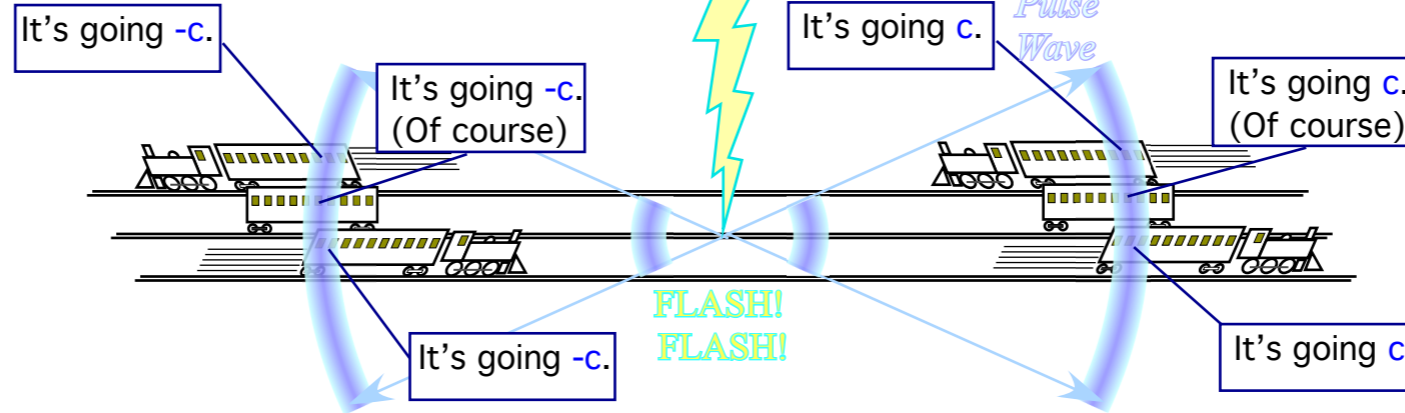 It's going -c.
It's going -c.
(Of course)
It's going c.
Pulse
Wave
It's going c.
(Of course)
FLASH!
FLASH!
It's going -c.
It's going c